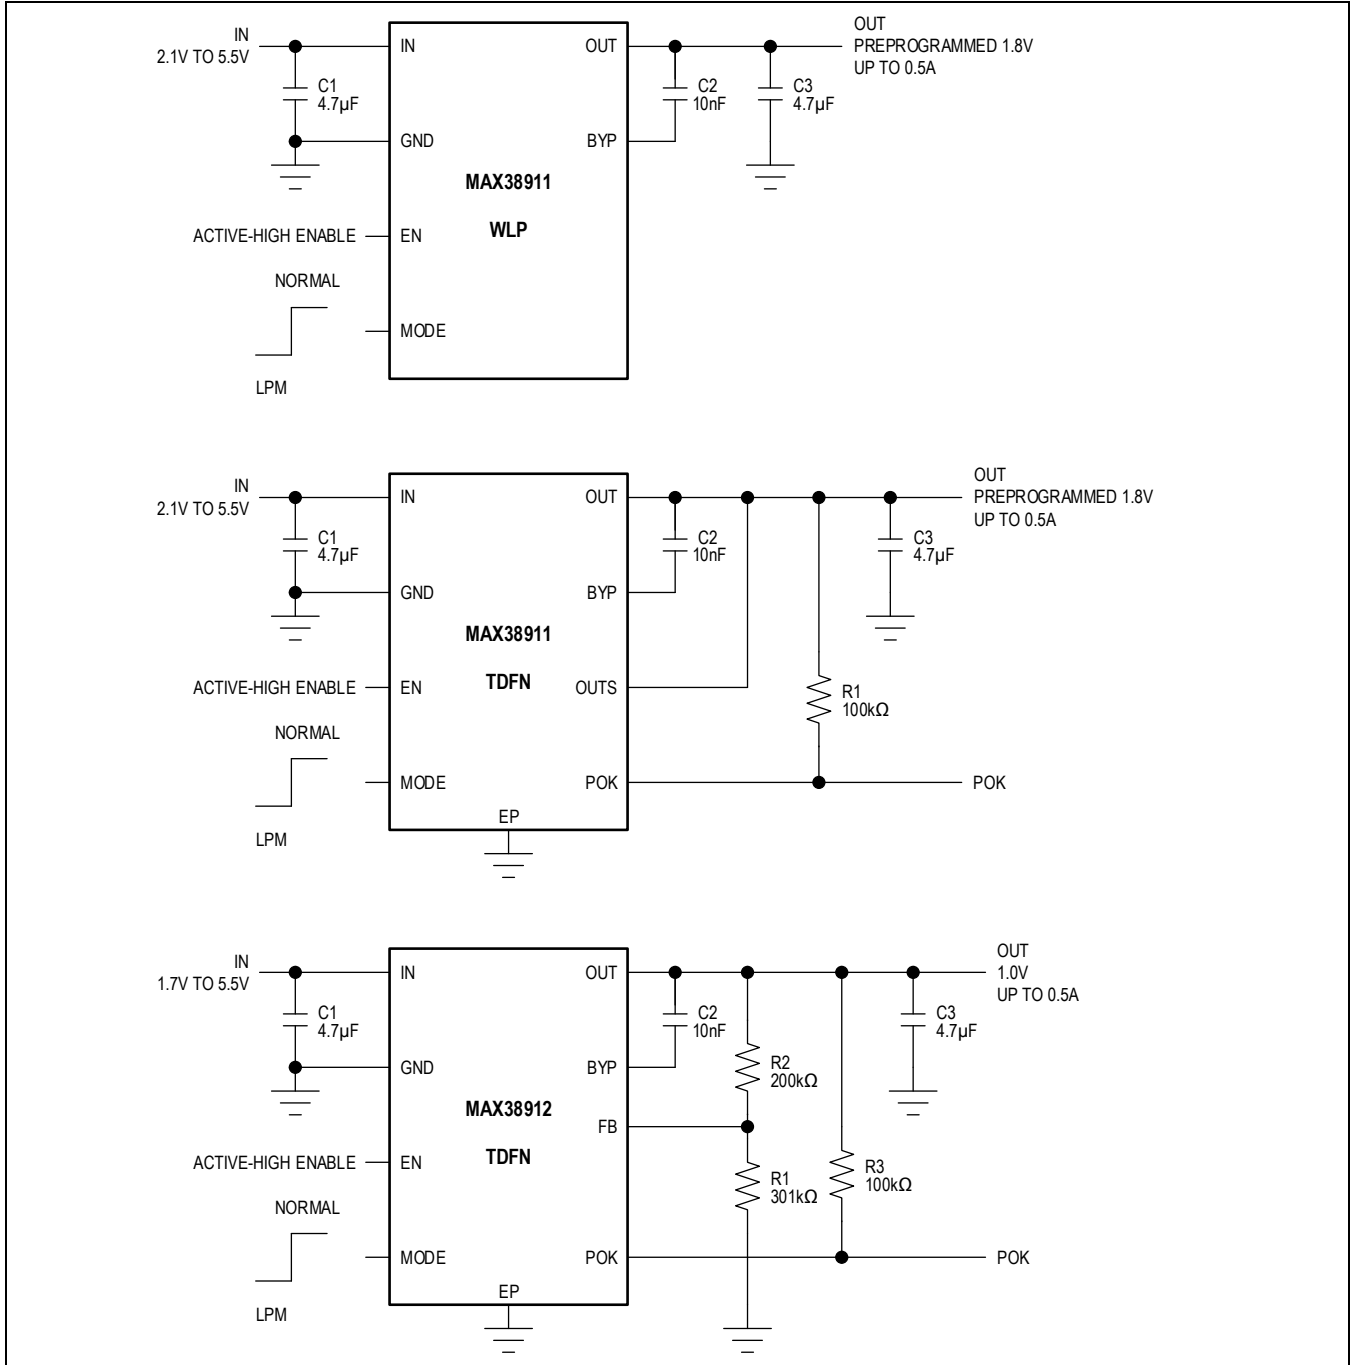 IN
2.1V TO 5.5V
C1
4.7µF
IN
GND
EN
MODE
MAX38911
WLP
OUT
BYP
C2
10nF
C3
4.7µF
OUT
PREPROGRAMMED 1.8V
UP TO 0.5A
ACTIVE-HIGH ENABLE
NORMAL
LPM
IN
2.1V TO 5.5V
C1
4.7µF
IN
GND
EN
MODE
MAX38911
TDFN
EP
OUT
BYP
OUTS
POK
C2
10nF
R1
100kΩ
C3
4.7µF
OUT
PREPROGRAMMED 1.8V
UP TO 0.5A
POK
ACTIVE-HIGH ENABLE
NORMAL
LPM
IN
1.7V TO 5.5V
C1
4.7µF
IN
GND
EN
MODE
MAX38912
TDFN
EP
OUT
BYP
FB
POK
C2
10nF
R2
200kΩ
R1
301kΩ
R3
100kΩ
C3
4.7µF
OUT
1.0V
UP TO 0.5A
POK
ACTIVE-HIGH ENABLE
NORMAL
LPM